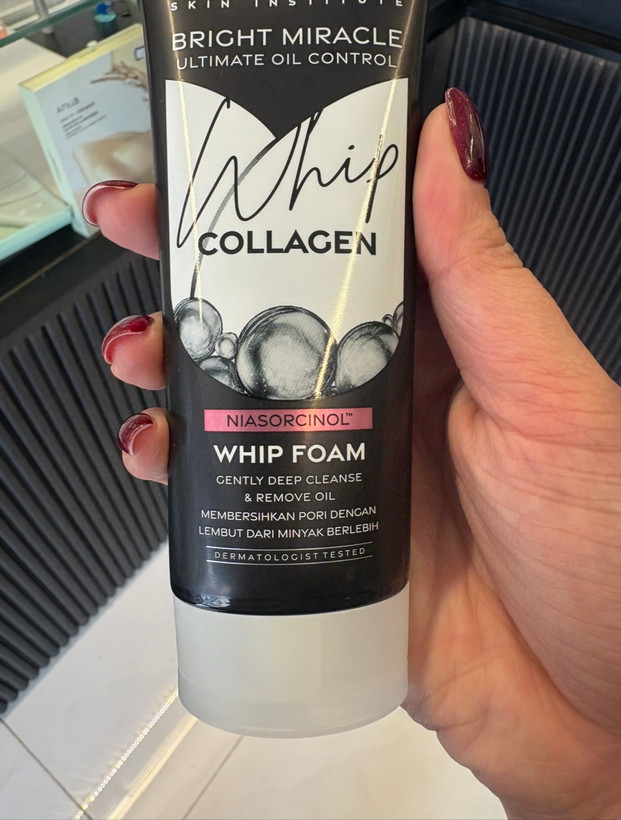 SKIN INSTITUTE
BRIGHT MIRACLE
ULTIMATE OIL CONTROL
Whip
COLLAGEN
NIASORCINOL™
WHIP FOAM
GENTLY DEEP CLEANSE
& REMOVE OIL
MEMBERSIHKAN PORI DENGAN
LEMBUT DARI MINYAK BERLEBIH
DERMATOLOGIST TESTED